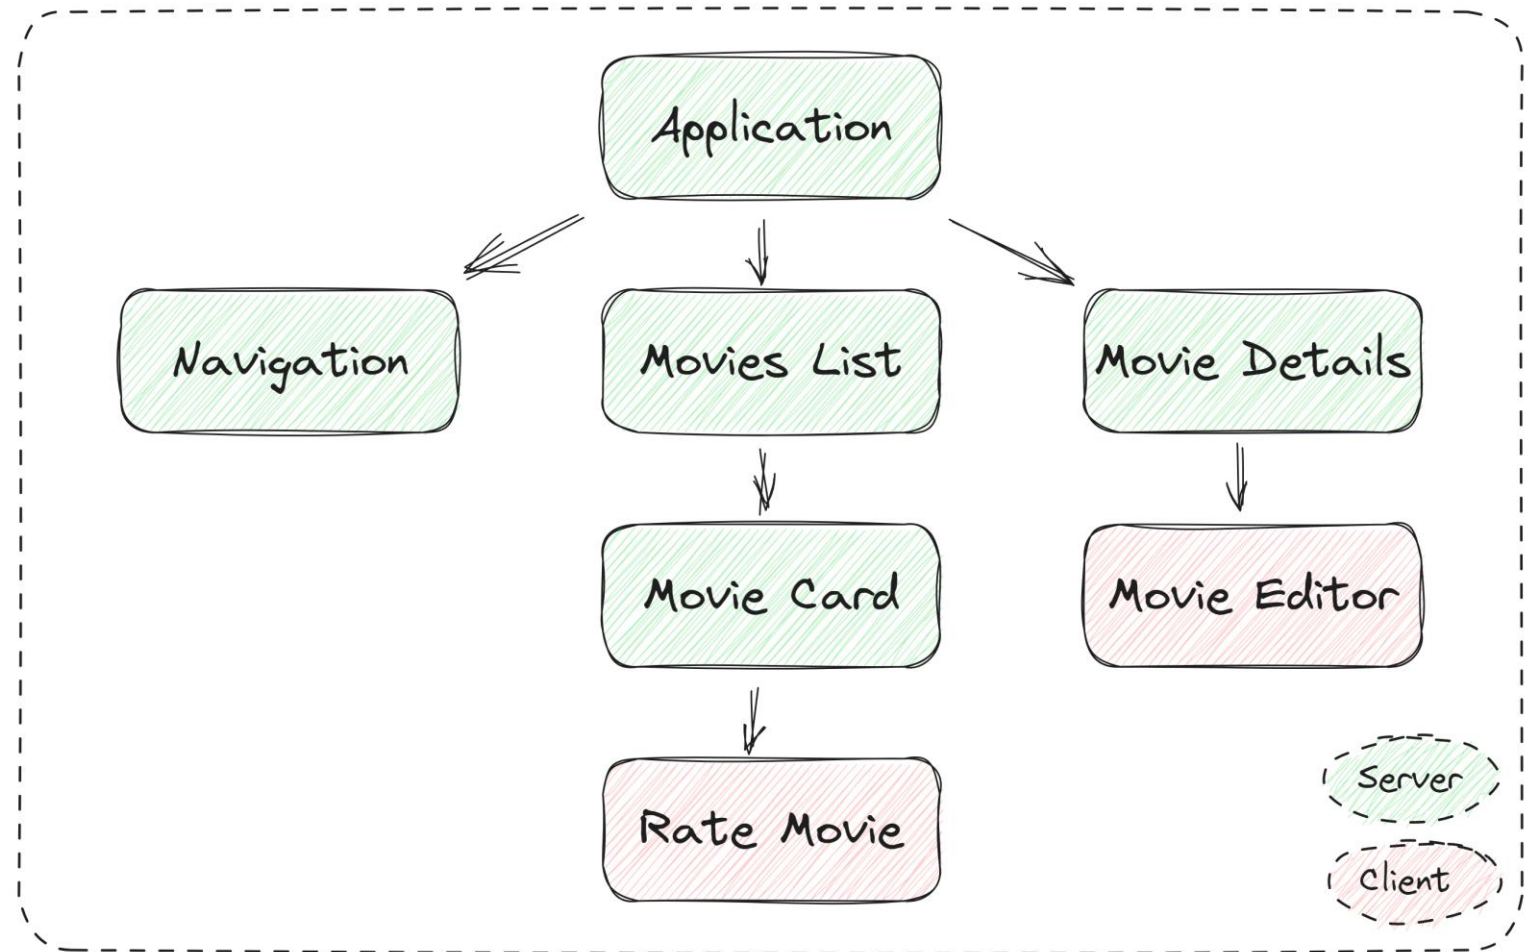 Application
Navigation
Movies List
Movie Details
Movie Card
Movie Editor
Rate Movie
Server
Client